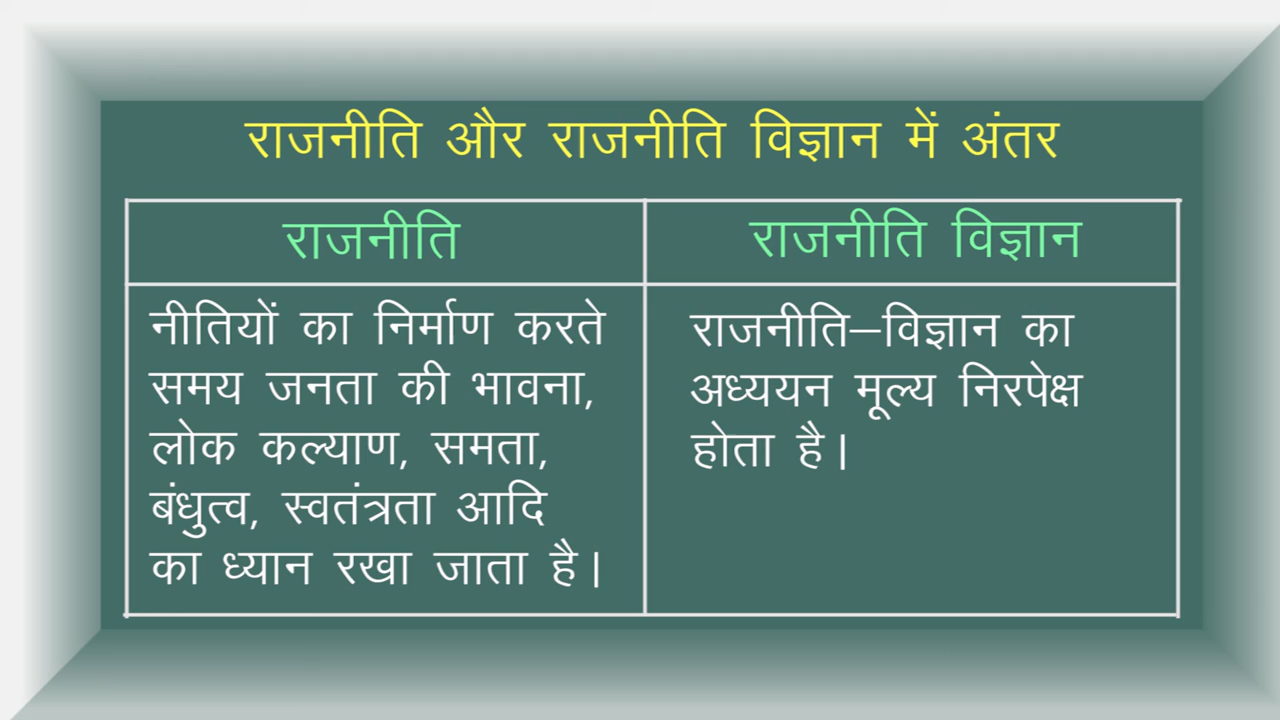 राजनीति और राजनीति विज्ञान में अंतर
राजनीति
राजनीति विज्ञान
नीतियों का निर्माण करते
समय जनता की भावना,
लोक कल्याण, समता,
बंधुत्व, स्वतंत्रता आदि
का ध्यान रखा जाता है।
राजनीति–विज्ञान का
अध्ययन मूल्य निरपेक्ष
होता है।